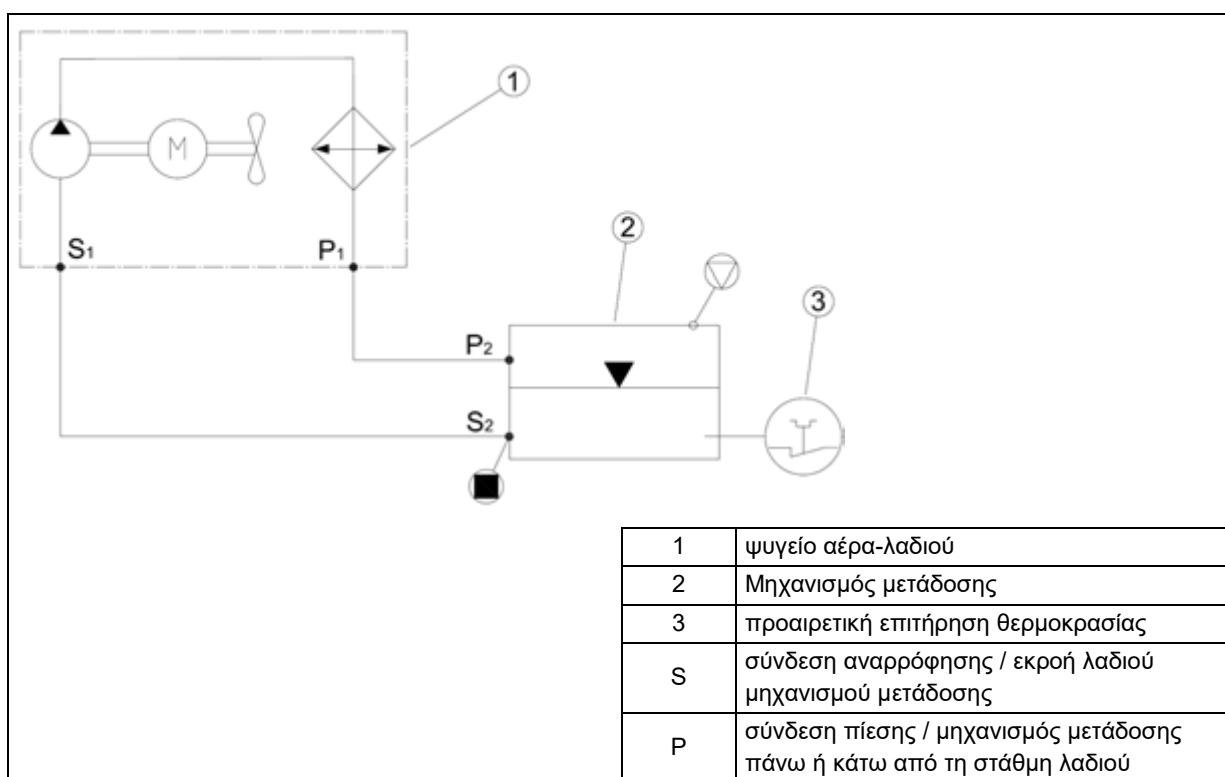 1
M
S1
P1
2
3
P2
S2
1 ψυγείο αέρα-λαδιού
2 Μηχανισμός μετάδοσης
3 προαιρετική επιτήρηση θερμοκρασίας
S σύνδεση αναρρόφησης / εκροή λαδιού
μηχανισμού μετάδοσης
P σύνδεση πίεσης / μηχανισμός μετάδοσης
πάνω ή κάτω από τη στάθμη λαδιού